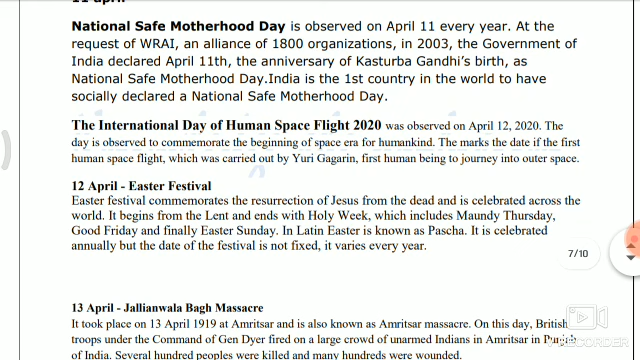 11 april
National Safe Motherhood Day is observed on April 11 every year. At the
request of WRAI, an alliance of 1800 organizations, in 2003, the Government of
India declared April 11th, the anniversary of Kasturba Gandhi's birth, as
National Safe Motherhood Day.India is the 1st country in the world to have
socially declared a National Safe Motherhood Day.
The International Day of Human Space Flight 2020 was observed on April 12, 2020. The
day is observed to commemorate the beginning of space era for humankind. The marks the date if the first
human space flight, which was carried out by Yuri Gagarin, first human being to journey into outer space.
12 April - Easter Festival
Easter festival commemorates the resurrection of Jesus from the dead and is celebrated across the
world. It begins from the Lent and ends with Holy Week, which includes Maundy Thursday,
Good Friday and finally Easter Sunday. In Latin Easter is known as Pascha. It is celebrated
annually but the date of the festival is not fixed, it varies every year.
7/10
13 April - Jallianwala Bagh Massacre
It took place on 13 April 1919 at Amritsar and is also known as Amritsar massacre. On this day, British
troops under the Command of Gen Dyer fired on a large crowd of unarmed Indians in Amritsar in Punjab
of India. Several hundred peoples were killed and many hundreds were wounded.